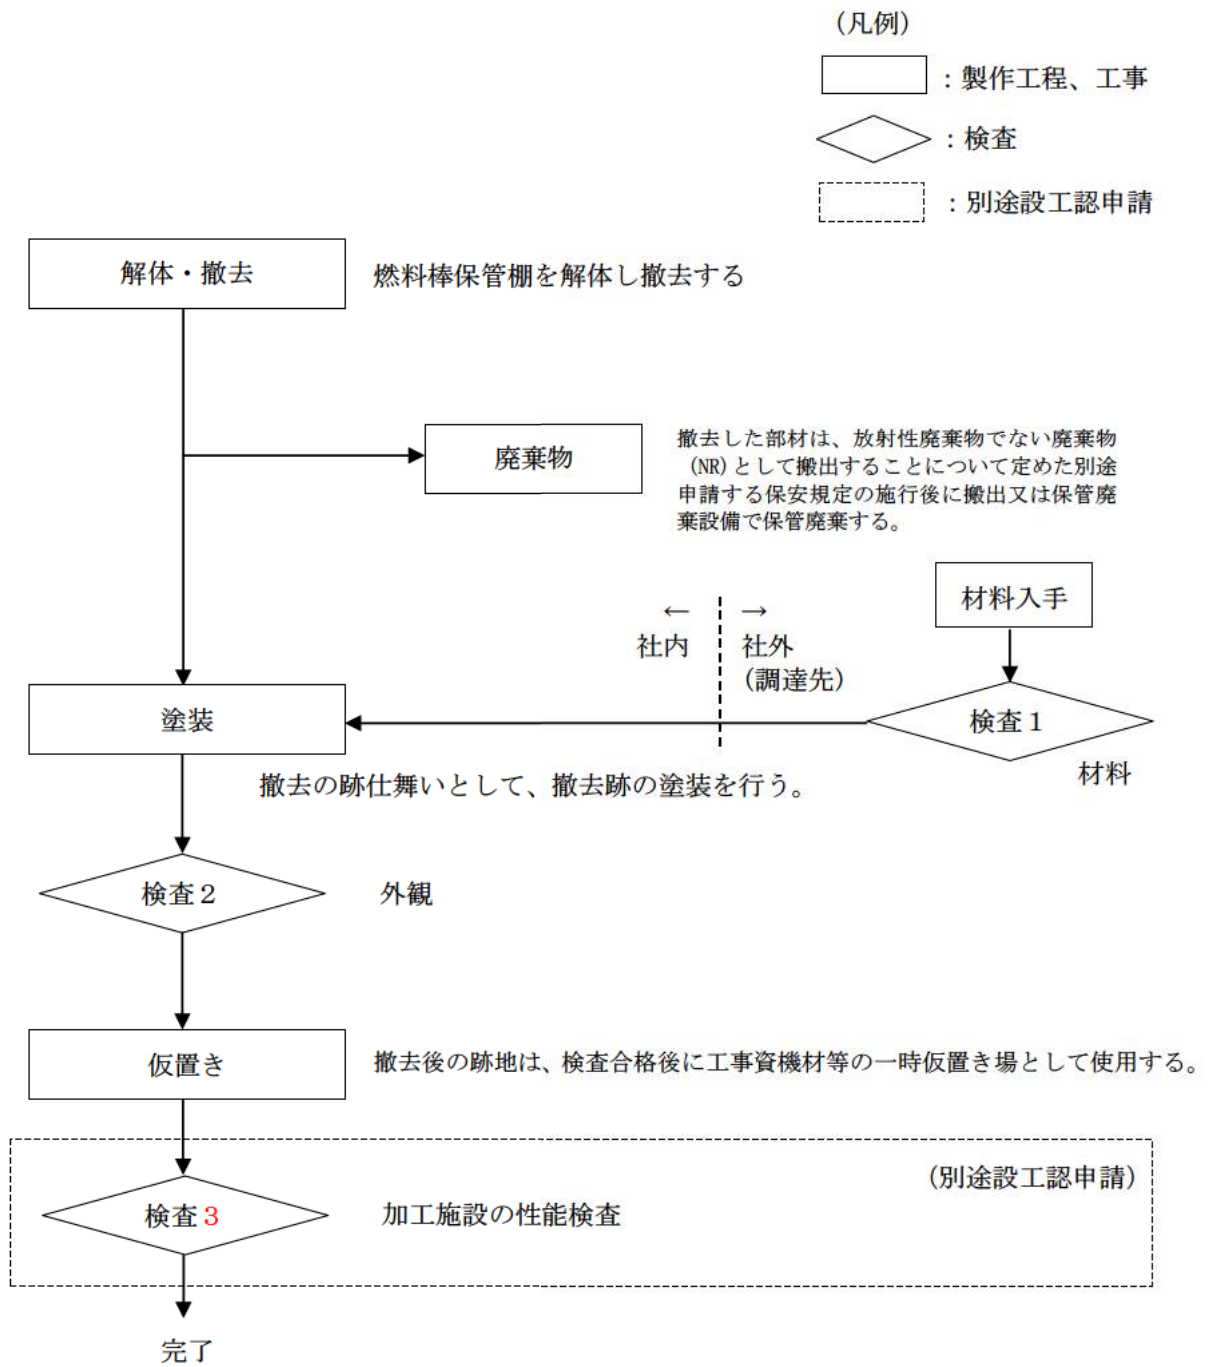 (凡例)
：製作工程、工事
：検査
：別途設工認申請
解体・撤去
燃料棒保管棚を解体し撤去する
廃棄物
撤去した部材は、放射性廃棄物でない廃棄物
(NR)として搬出することについて定めた別途
申請する保安規定の施行後に搬出又は保管廃
棄設備で保管廃棄する。
材料入手
← →
社内 社外
(調達先)
塗装
検査１
材料
撤去の跡仕舞いとして、撤去跡の塗装を行う。
検査２
外観
仮置き
撤去後の跡地は、検査合格後に工事資機材等の一時仮置き場として使用する。
(別途設工認申請)
検査３
加工施設の性能検査
完了